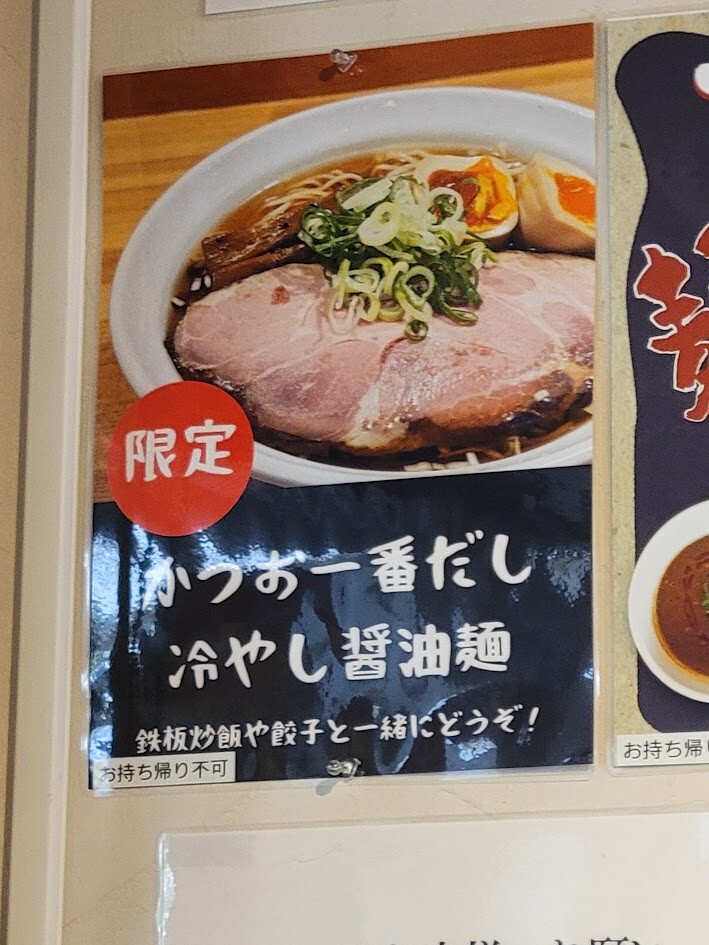 限定
かつお一番だし
冷やし醤油麺
鉄板炒飯や餃子と一緒にどうぞ！
お持ち帰り不可
お持ち帰り